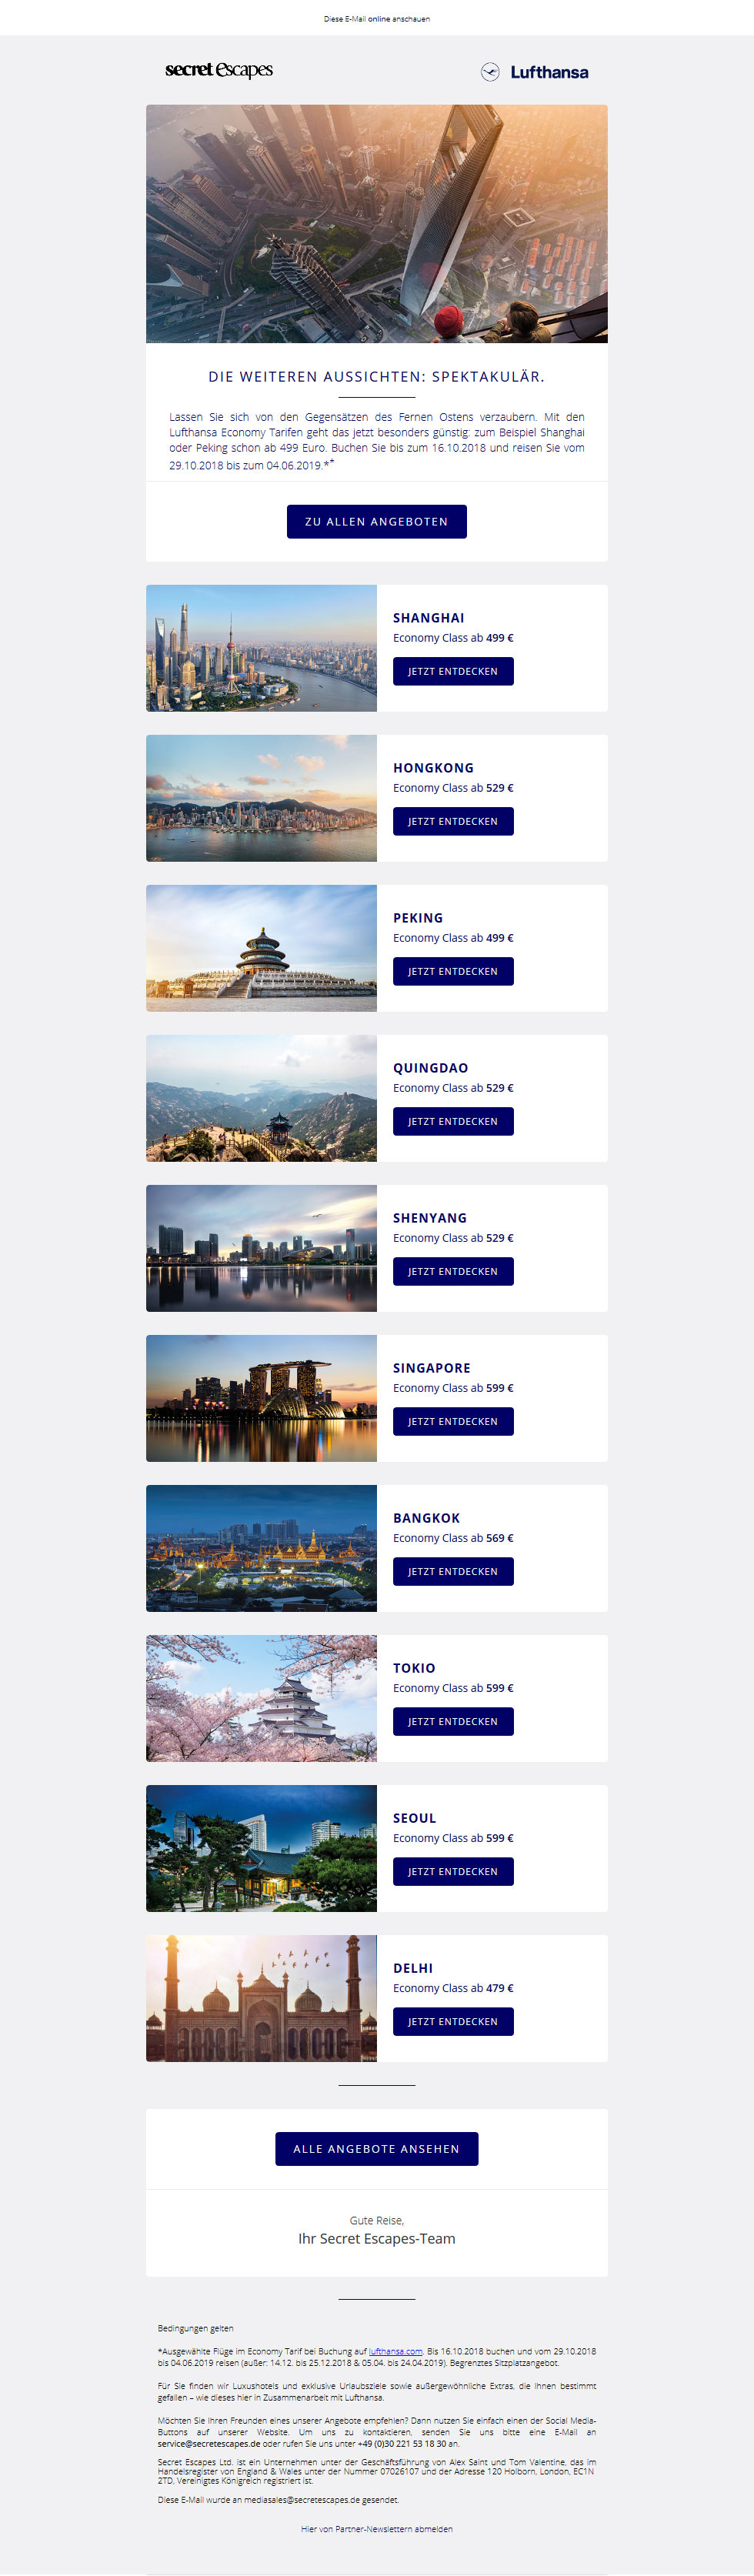 Diese E-Mail online anschauen
secret escapes
Lufthansa
DIE WEITEREN AUSSICHTEN: SPEKTAKULÄR.
Lassen Sie sich von den Gegensätzen des Fernen Ostens verzaubern. Mit den
Lufthansa Economy Tarifen geht das jetzt besonders günstig: zum Beispiel Shanghai
oder Peking schon ab 499 Euro. Buchen Sie bis zum 16.10.2018 und reisen Sie vom
29.10.2018 bis zum 04.06.2019.**
ZU ALLEN ANGEBOTEN
SHANGHAI
Economy Class ab 499 €
JETZT ENTDECKEN
HONGKONG
Economy Class ab 529 €
JETZT ENTDECKEN
PEKING
Economy Class ab 499 €
JETZT ENTDECKEN
QUINGDAO
Economy Class ab 529 €
JETZT ENTDECKEN
SHENYANG
Economy Class ab 529 €
JETZT ENTDECKEN
SINGAPORE
Economy Class ab 599 €
JETZT ENTDECKEN
BANGKOK
Economy Class ab 569 €
JETZT ENTDECKEN
TOKIO
Economy Class ab 599 €
JETZT ENTDECKEN
SEOUL
Economy Class ab 599 €
JETZT ENTDECKEN
DELHI
Economy Class ab 479 €
JETZT ENTDECKEN
ALLE ANGEBOTE ANSEHEN
Gute Reise,
Ihr Secret Escapes-Team
Bedingungen gelten
*Ausgewählte Flüge im Economy Tarif bei Buchung auf lufthansa.com. Bis 16.10.2018 buchen und vom 29.10.2018
bis 04.06.2019 reisen (außer: 14.12. bis 25.12.2018 & 05.04. bis 24.04.2019). Begrenztes Sitzplatzangebot.
Für Sie finden wir Luxushotels und exklusive Urlaubsziele sowie außergewöhnliche Extras, die Ihnen bestimmt
gefallen – wie dieses hier in Zusammenarbeit mit Lufthansa.
Möchten Sie Ihren Freunden eines unserer Angebote empfehlen? Dann nutzen Sie einfach einen der Social Media-
Buttons auf unserer Website. Um uns zu kontaktieren, senden Sie uns bitte eine E-Mail an
service@secretescapes.de oder rufen Sie uns unter +49 (0)30 221 53 18 30 an.
Secret Escapes Ltd. ist ein Unternehmen unter der Geschäftsführung von Alex Saint und Tom Valentine, das im
Handelsregister von England & Wales unter der Nummer 07026107 und der Adresse 120 Holborn, London, EC1N
2TD, Vereinigtes Königreich registriert ist.
Diese E-Mail wurde an mediasales@secretescapes.de gesendet.
Hier von Partner-Newslettern abmelden